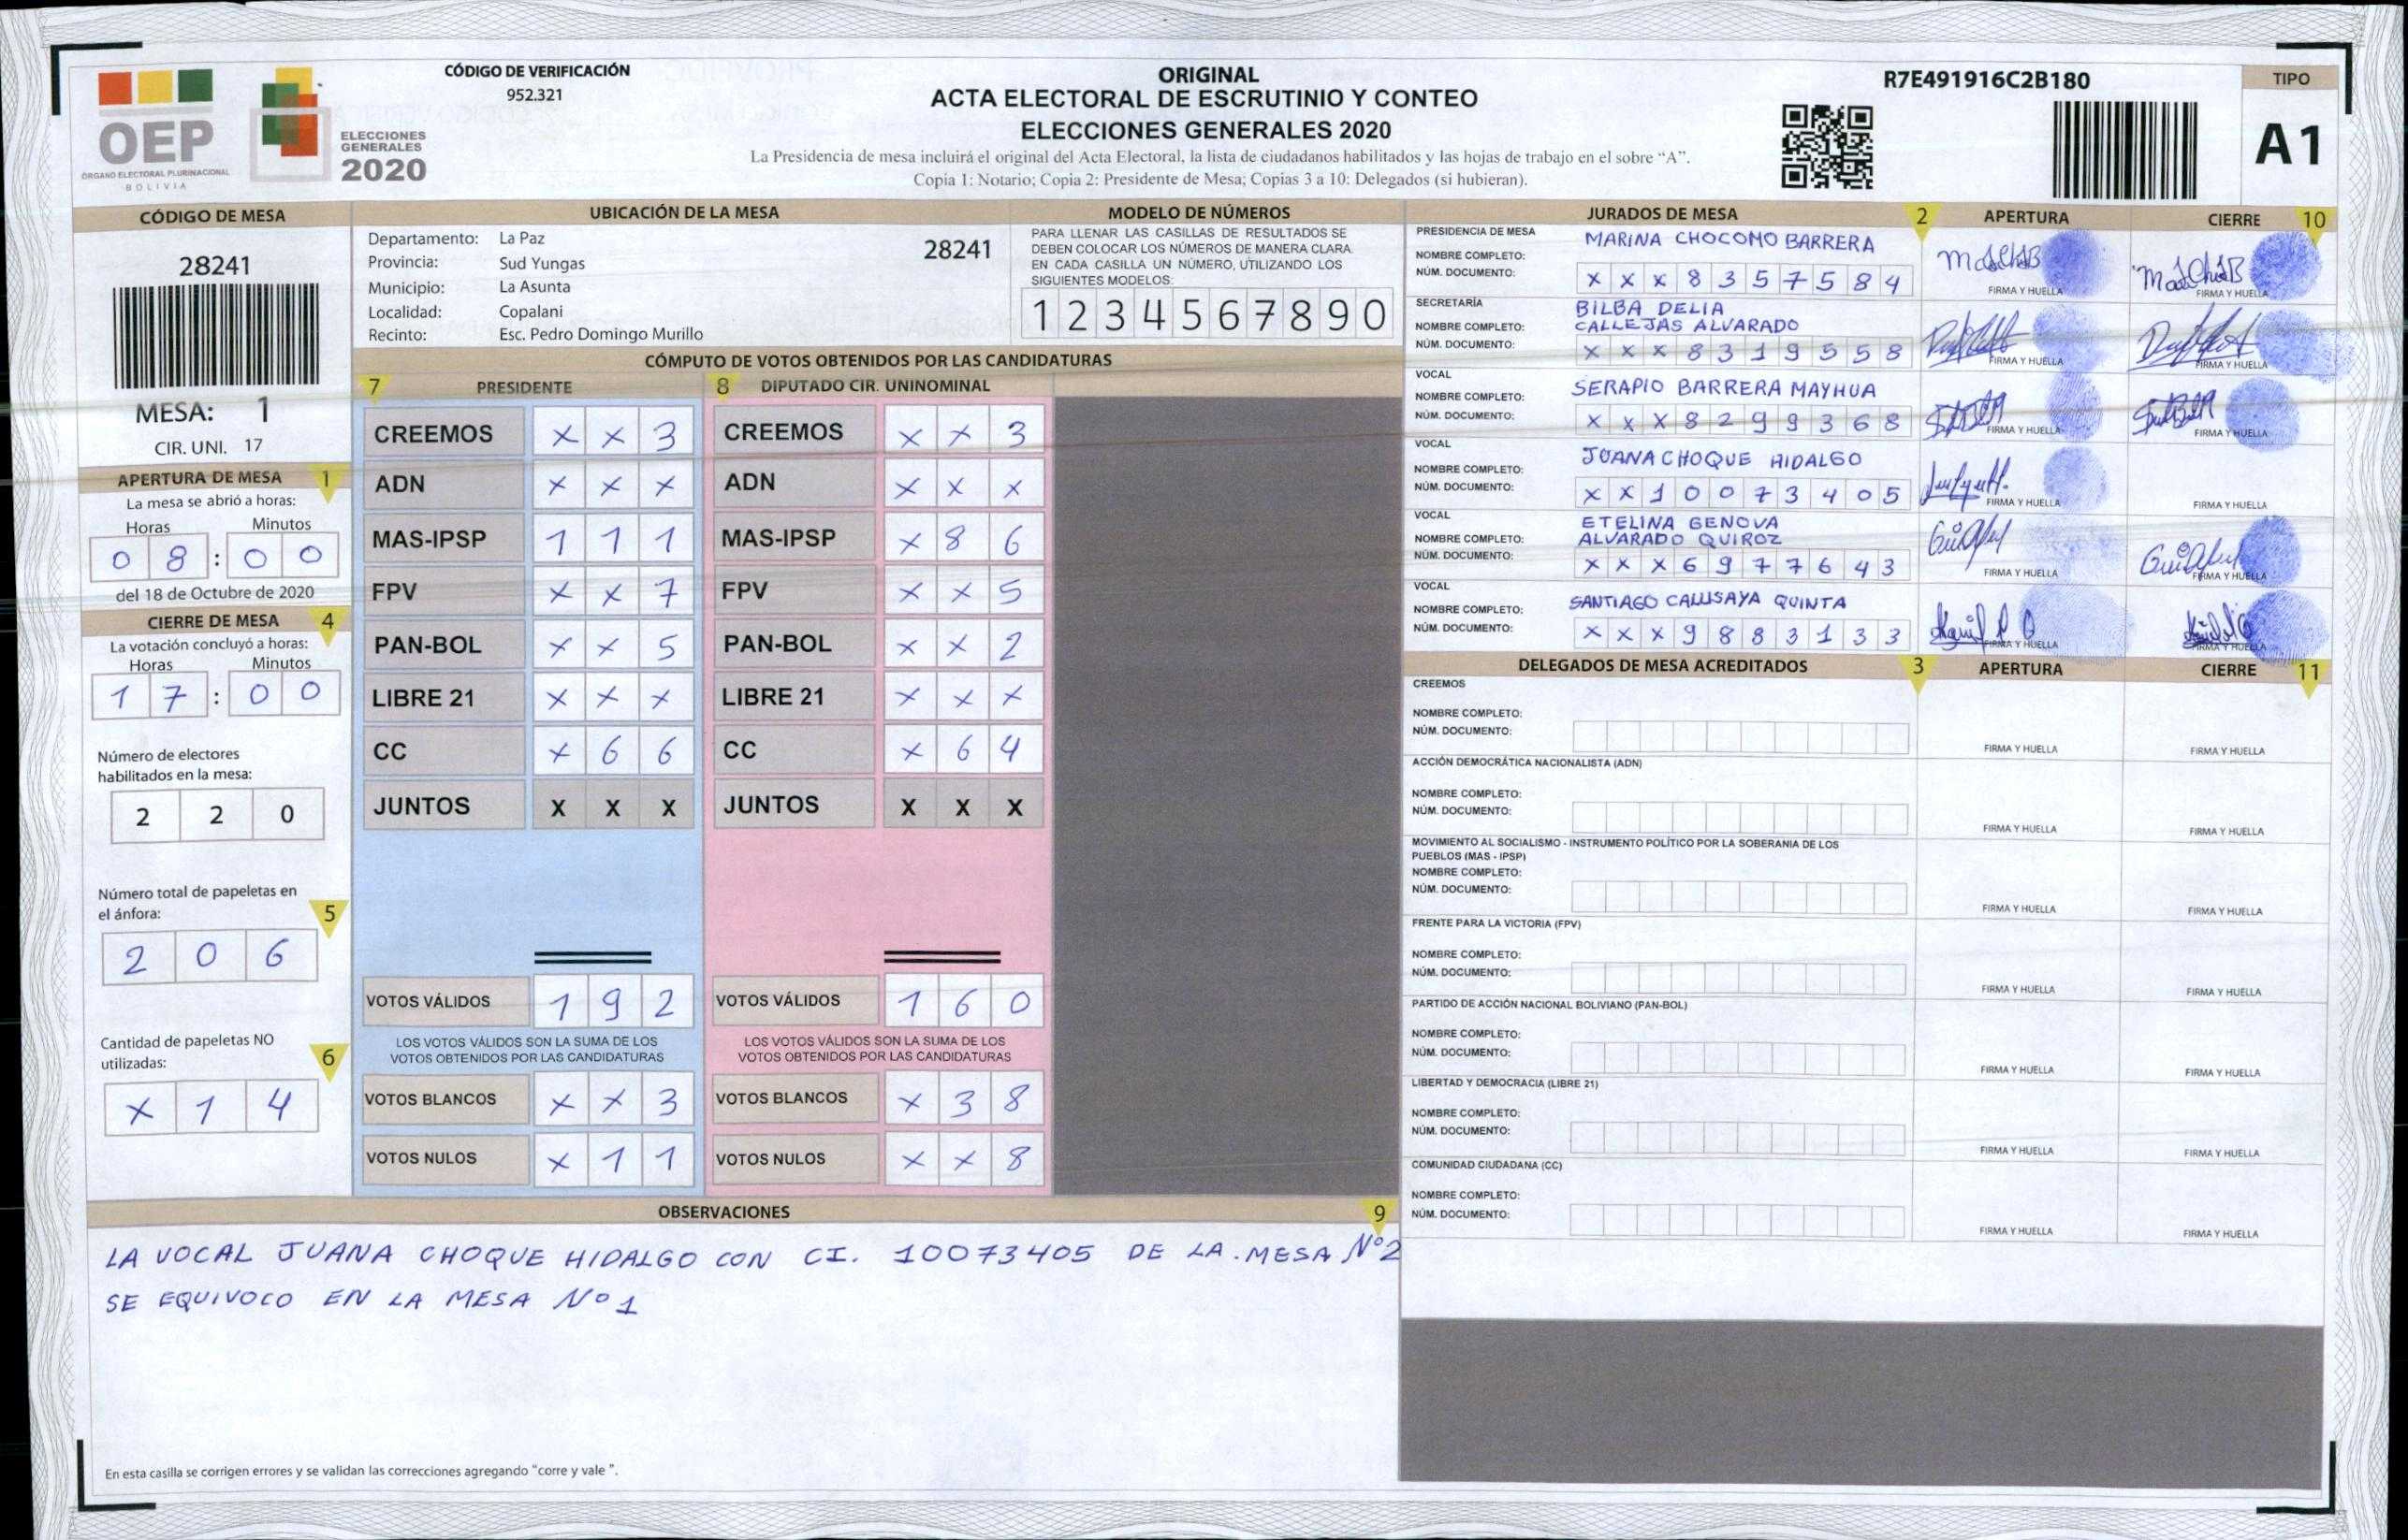 CÓDIGO DE VERIFICACIÓN
952.321
ORIGINAL
ACTA ELECTORAL DE ESCRUTINIO Y CONTEO
ELECCIONES GENERALES 2020
La Presidencia de mesa incluirá el original del Acta Electoral, la lista de ciudadanos habilitados y las hojas de trabajo en el sobre “A”.
Copia 1: Notario; Copia 2: Presidente de Mesa; Copias 3 a 10: Delegados (si hubieran).
R7E491916C2B180
TIPO
A1
OEP
ÓRGANO ELECTORAL PLURINACIONAL
BOLIVIA
ELECCIONES
GENERALES
2020
CÓDIGO DE MESA
28241
MESA: 1
CIR. UNI. 17
APERTURA DE MESA 1
La mesa se abrió a horas:
Horas Minutos
0 8 : 0 0
del 18 de Octubre de 2020
CIERRE DE MESA 4
La votación concluyó a horas:
Horas Minutos
1 7 : 0 0
Número de electores
habilitados en la mesa:
2 2 0
Número total de papeletas en
el ánfora: 5
2 0 6
Cantidad de papeletas NO
utilizadas: 6
X 1 4
UBICACIÓN DE LA MESA
Departamento: La Paz 28241
Provincia: Sud Yungas
Municipio: La Asunta
Localidad: Copalani
Recinto: Esc. Pedro Domingo Murillo
MODELO DE NÚMEROS
PARA LLENAR LAS CASILLAS DE RESULTADOS SE
DEBEN COLOCAR LOS NÚMEROS DE MANERA CLARA
EN CADA CASILLA UN NÚMERO, UTILIZANDO LOS
SIGUIENTES MODELOS:
1 2 3 4 5 6 7 8 9 0
CÓMPUTO DE VOTOS OBTENIDOS POR LAS CANDIDATURAS
7 PRESIDENTE 8 DIPUTADO CIR. UNINOMINAL
CREEMOS X X 3 CREEMOS X X 3
ADN X X X ADN X X X
MAS-IPSP 1 1 1 MAS-IPSP X 8 6
FPV X X 7 FPV X X 5
PAN-BOL X X 5 PAN-BOL X X 2
LIBRE 21 X X X LIBRE 21 X X X
CC X 6 6 CC X 6 4
JUNTOS X X X JUNTOS X X X
VOTOS VÁLIDOS 1 9 2 VOTOS VÁLIDOS 1 6 0
LOS VOTOS VÁLIDOS SON LA SUMA DE LOS LOS VOTOS VÁLIDOS SON LA SUMA DE LOS
VOTOS OBTENIDOS POR LAS CANDIDATURAS VOTOS OBTENIDOS POR LAS CANDIDATURAS
VOTOS BLANCOS X X 3 VOTOS BLANCOS X 3 8
VOTOS NULOS X 1 1 VOTOS NULOS X X 8
JURADOS DE MESA 2 APERTURA CIERRE 10
PRESIDENCIA DE MESA
NOMBRE COMPLETO: MARINA CHOCOMO BARRERA
NÚM. DOCUMENTO: X X X 8 3 5 7 5 8 4 FIRMA Y HUELLA FIRMA Y HUELLA
SECRETARÍA
BILBA DELIA
NOMBRE COMPLETO: CALLEJAS ALVARADO
NÚM. DOCUMENTO: X X X 8 3 1 9 5 5 8 FIRMA Y HUELLA FIRMA Y HUELLA
VOCAL
NOMBRE COMPLETO: SERAPIO BARRERA MAYHUA
NÚM. DOCUMENTO: X X X 8 2 9 9 3 6 8 FIRMA Y HUELLA FIRMA Y HUELLA
VOCAL
NOMBRE COMPLETO: JUANA CHOQUE HIDALGO
NÚM. DOCUMENTO: X X 1 0 0 7 3 4 0 5 FIRMA Y HUELLA FIRMA Y HUELLA
VOCAL
ETELINA GENOVA
NOMBRE COMPLETO: ALVARADO QUIROZ
NÚM. DOCUMENTO: X X X 6 9 7 7 6 4 3 FIRMA Y HUELLA FIRMA Y HUELLA
VOCAL
NOMBRE COMPLETO: SANTIAGO CALLISAYA QUINTA
NÚM. DOCUMENTO: X X X 9 8 8 3 1 3 3 FIRMA Y HUELLA FIRMA Y HUELLA
DELEGADOS DE MESA ACREDITADOS 3 APERTURA CIERRE 11
CREEMOS
NOMBRE COMPLETO:
NÚM. DOCUMENTO: FIRMA Y HUELLA FIRMA Y HUELLA
ACCIÓN DEMOCRÁTICA NACIONALISTA (ADN)
NOMBRE COMPLETO:
NÚM. DOCUMENTO: FIRMA Y HUELLA FIRMA Y HUELLA
MOVIMIENTO AL SOCIALISMO - INSTRUMENTO POLÍTICO POR LA SOBERANIA DE LOS
PUEBLOS (MAS - IPSP)
NOMBRE COMPLETO:
NÚM. DOCUMENTO: FIRMA Y HUELLA FIRMA Y HUELLA
FRENTE PARA LA VICTORIA (FPV)
NOMBRE COMPLETO:
NÚM. DOCUMENTO: FIRMA Y HUELLA FIRMA Y HUELLA
PARTIDO DE ACCIÓN NACIONAL BOLIVIANO (PAN-BOL)
NOMBRE COMPLETO:
NÚM. DOCUMENTO: FIRMA Y HUELLA FIRMA Y HUELLA
LIBERTAD Y DEMOCRACIA (LIBRE 21)
NOMBRE COMPLETO:
NÚM. DOCUMENTO: FIRMA Y HUELLA FIRMA Y HUELLA
COMUNIDAD CIUDADANA (CC)
NOMBRE COMPLETO:
NÚM. DOCUMENTO: FIRMA Y HUELLA FIRMA Y HUELLA
OBSERVACIONES 9
LA VOCAL JUANA CHOQUE HIDALGO CON CI. 10073405 DE LA . MESA Nº2
SE EQUIVOCO EN LA MESA Nº 1
En esta casilla se corrigen errores y se validan las correcciones agregando “corre y vale ”.